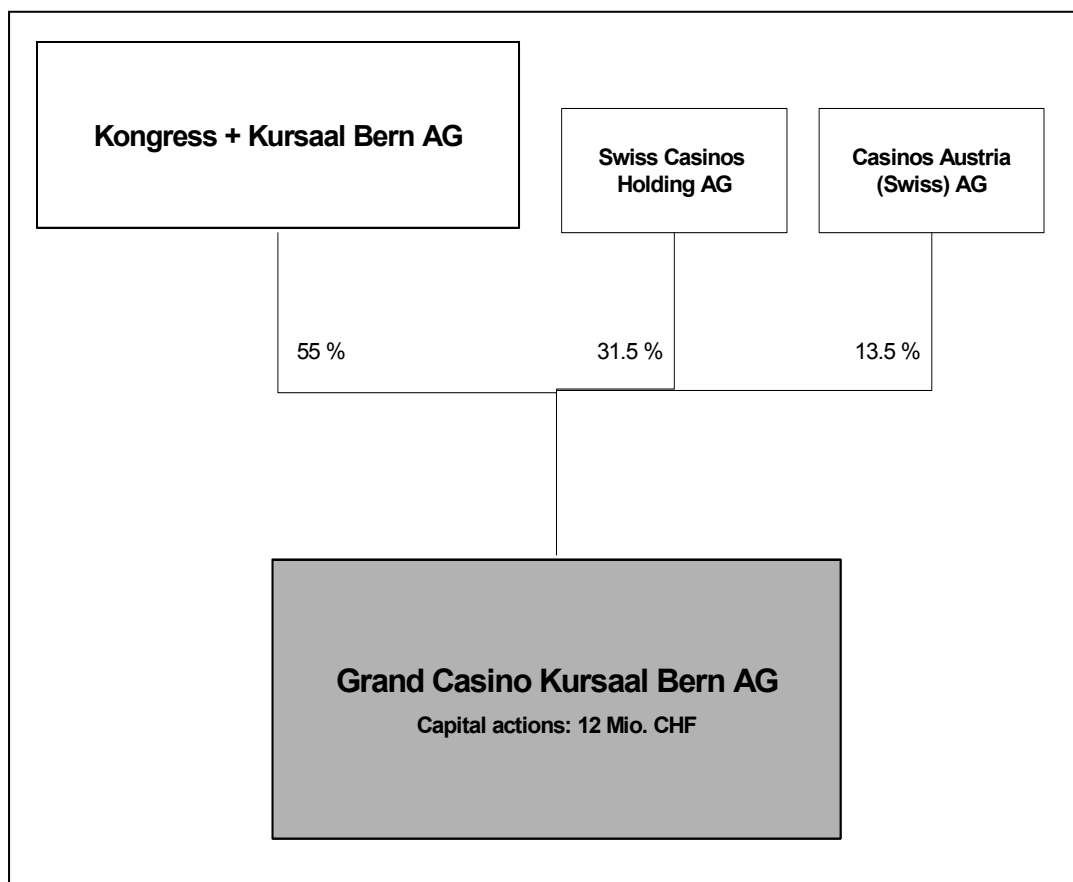 Kongress + Kursaal Bern AG
Swiss Casinos
Holding AG
Casinos Austria
(Swiss) AG
55 %
31.5 %
13.5 %
Grand Casino Kursaal Bern AG
Capital actions: 12 Mio. CHF